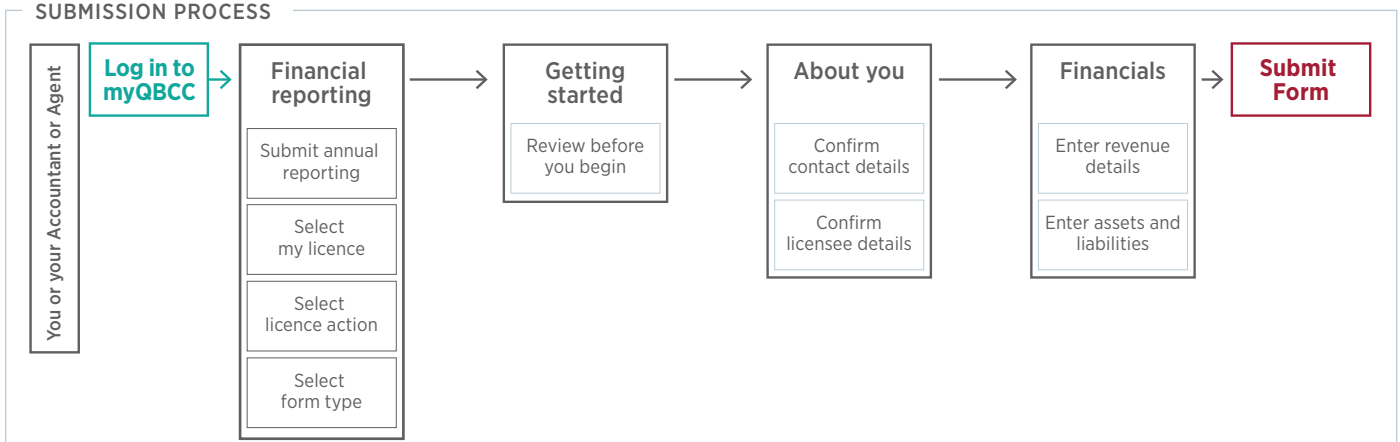 SUBMISSION PROCESS
You or your Accountant or Agent
Log in to
myQBCC
Financial
reporting
Submit annual
reporting
Select
my licence
Select
licence action
Select
form type
Getting
started
Review before
you begin
About you
Confirm
contact details
Confirm
licensee details
Financials
Enter revenue
details
Enter assets and
liabilities
Submit
Form